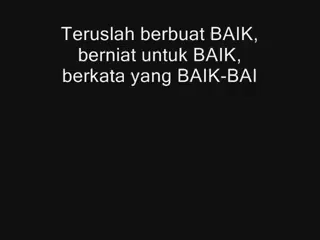 Teruslah berbuat BAIK,
berniat untuk BAIK,
berkata yang BAIK-BAI